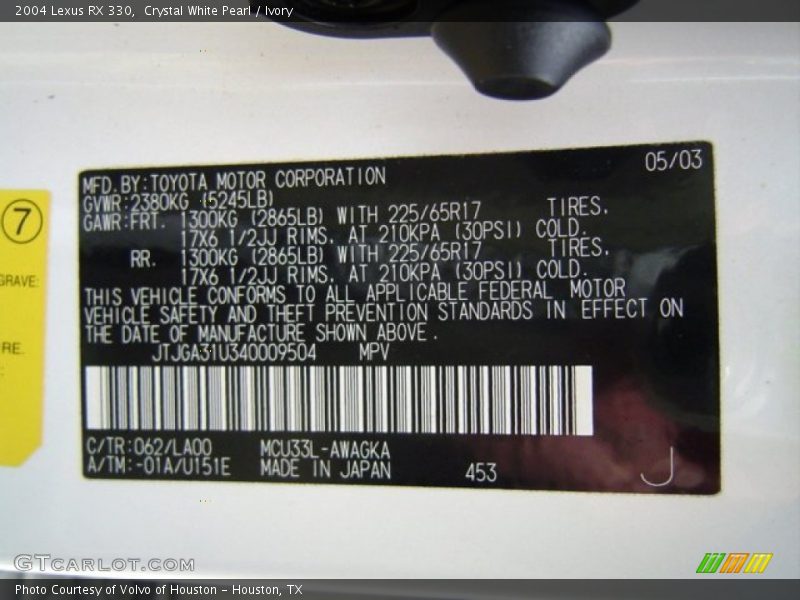 2004 Lexus RX 330, Crystal White Pearl / Ivory
05/03
MFD.BY:TOYOTA MOTOR CORPORATION
GVWR:2380KG (5245LB)
GAWR:FRT. 1300KG (2865LB) WITH 225/65R17 TIRES.
17X6 1/2JJ RIMS. AT 210KPA (30PSI) COLD.
RR. 1300KG (2865LB) WITH 225/65R17 TIRES.
17X6 1/2JJ RIMS. AT 210KPA (30PSI) COLD.
THIS VEHICLE CONFORMS TO ALL APPLICABLE FEDERAL MOTOR
VEHICLE SAFETY AND THEFT PREVENTION STANDARDS IN EFFECT ON
THE DATE OF MANUFACTURE SHOWN ABOVE.
JTJGA31U340009504 MPV
C/TR:062/LA00 MCU33L-AWAGKA
A/TM:-01A/U151E MADE IN JAPAN 453 J
7
GRAVE:
RE.
GTCARLOT.COM
Photo Courtesy of Volvo of Houston - Houston, TX